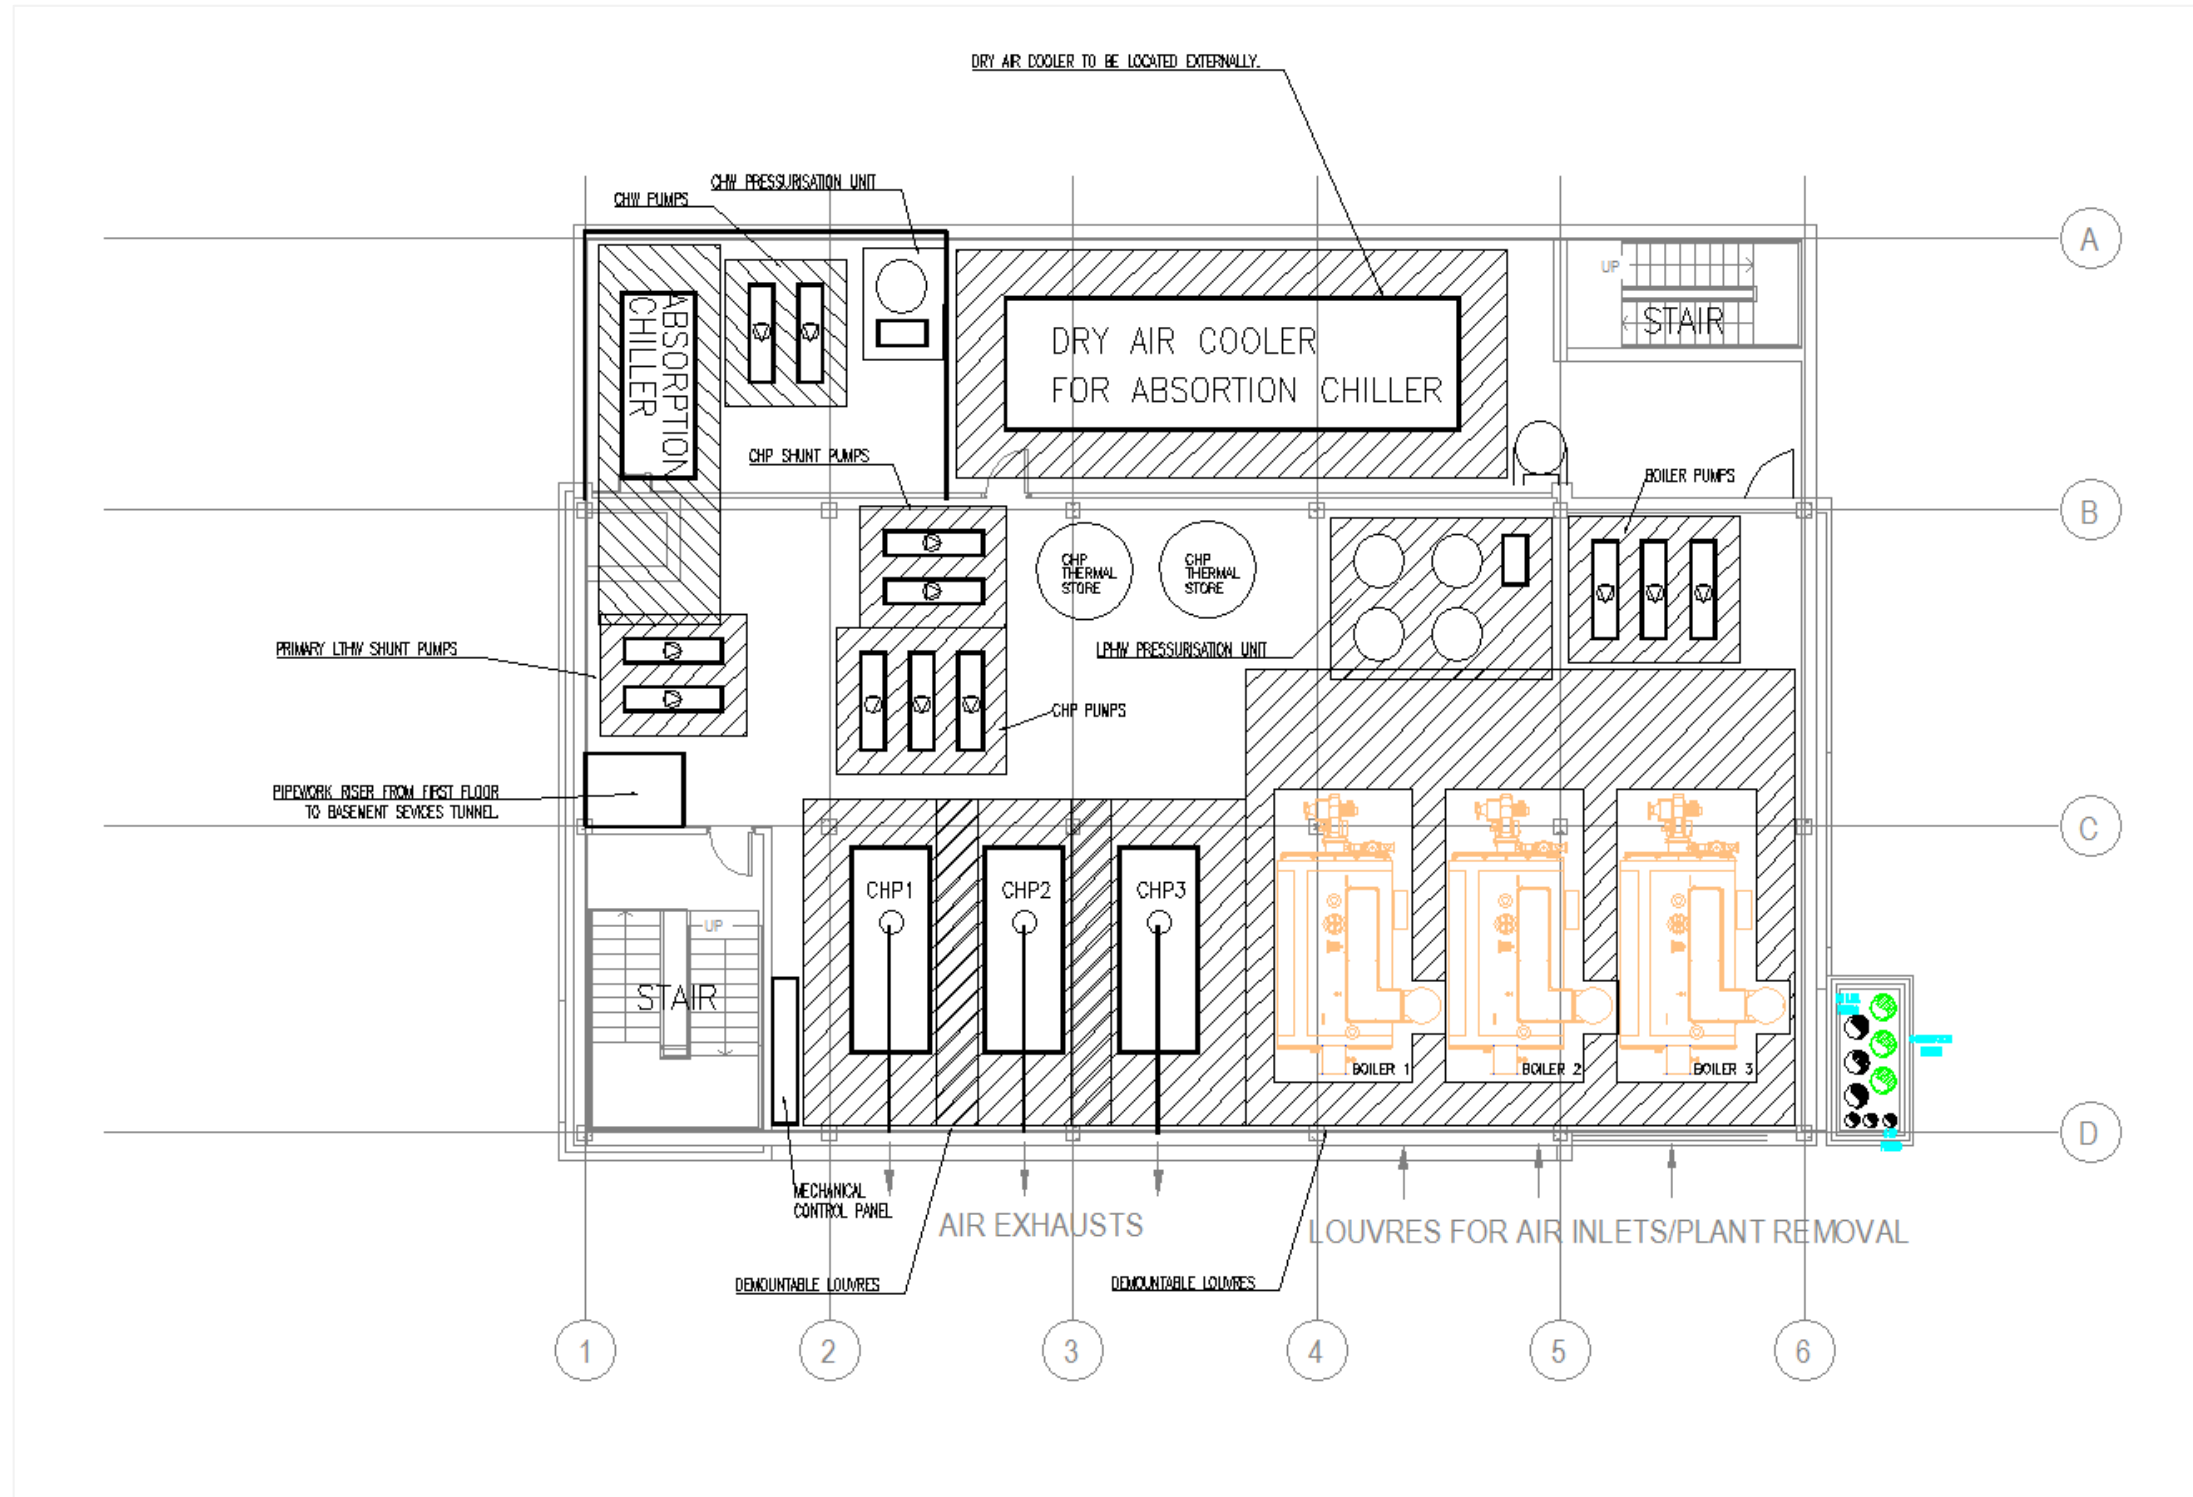 DRY AIR COOLER TO BE LOCATED EXTERNALLY.
CHW PRESSURISATION UNIT
CHW PUMPS
A
UP
STAIR
ABSORPTION
CHILLER
DRY AIR COOLER
FOR ABSORTION CHILLER
CHP SHUNT PUMPS
BOILER PUMPS
B
CHP
THERMAL
STORE
CHP
THERMAL
STORE
PRIMARY LTHW SHUNT PUMPS
LPHW PRESSURISATION UNIT
CHP PUMPS
PIPEWORK RISER FROM FIRST FLOOR
TO BASEMENT SEVICES TUNNEL.
C
CHP1
CHP2
CHP3
UP
STAIR
BOILER 1
BOILER 2
BOILER 3
D
MECHANICAL
CONTROL PANEL
AIR EXHAUSTS
LOUVRES FOR AIR INLETS/PLANT REMOVAL
DEMOUNTABLE LOUVRES
DEMOUNTABLE LOUVRES
1
2
3
4
5
6